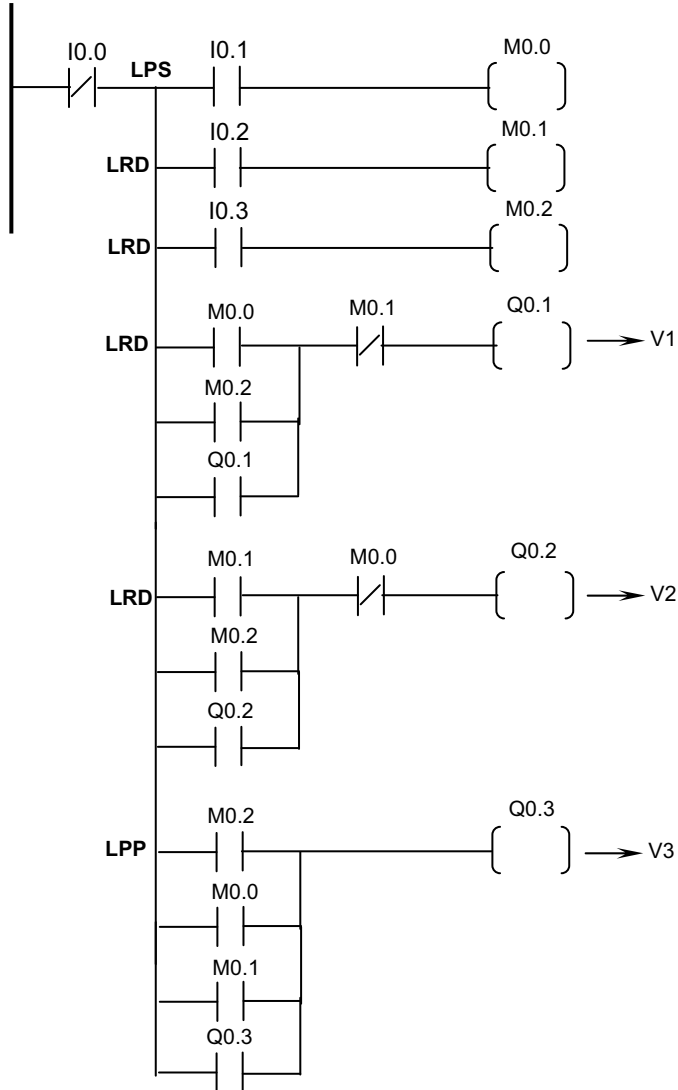 I0.0 LPS I0.1 M0.0
I0.2 M0.1
LRD
I0.3 M0.2
LRD
M0.0 M0.1 Q0.1
LRD V1
M0.2
Q0.1
M0.1 M0.0 Q0.2
LRD V2
M0.2
Q0.2
M0.2 Q0.3
LPP V3
M0.0
M0.1
Q0.3